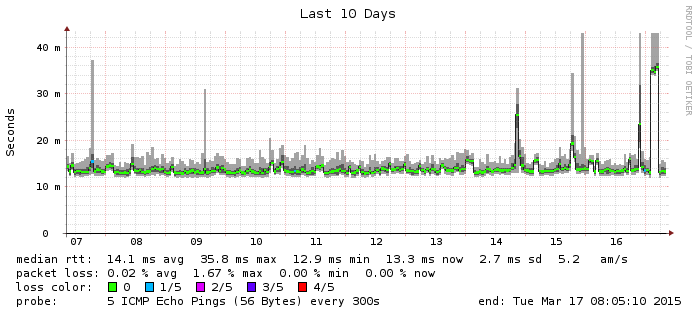 Last 10 Days
RRDTOOL / TOBI OETIKER
Seconds
40 m
30 m
20 m
10 m
0
07 08 09 10 11 12 13 14 15 16
median rtt: 14.1 ms avg 35.8 ms max 12.9 ms min 13.3 ms now 2.7 ms sd 5.2 am/s
packet loss: 0.02 % avg 1.67 % max 0.00 % min 0.00 % now
loss color: 0 1/5 2/5 3/5 4/5
probe: 5 ICMP Echo Pings (56 Bytes) every 300s end: Tue Mar 17 08:05:10 2015